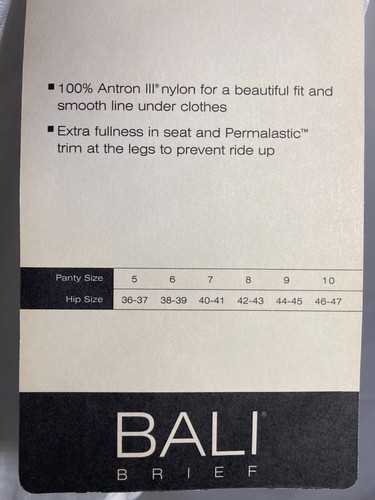 ▪ 100% Antron III® nylon for a beautiful fit and
smooth line under clothes
▪ Extra fullness in seat and Permalastic™
trim at the legs to prevent ride up
Panty Size 5 6 7 8 9 10
Hip Size 36-37 38-39 40-41 42-43 44-45 46-47
BALI®
BRIEF